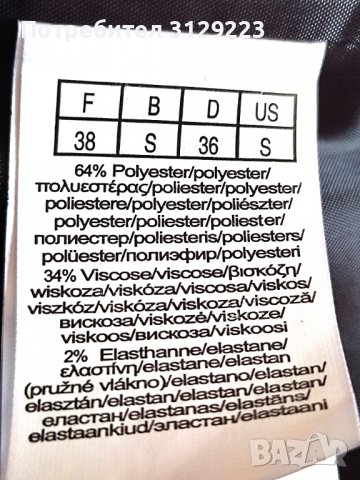 Потребител 3129223
F B D US
38 S 36 S
64% Polyester/polyester/
πολυεστέρας/poliester/polyester/
poliestere/polyester/poliészter/
polyester/poliester/poliester/
полиестер/poliesteris/poliesters/
polüester/полиэфир/polyesteri
34% Viscose/viscose/βισκόζη/
wiskoza/viskóza/viscosa/viskos/
viszkóz/viskóza/viskoza/viscoză/
вискоза/viskozė/viskoze/
viskoos/вискоза/viskoosi
2% Elasthanne/elastane/
ελαστίνη/elastane/elastan
(pružné vlákno)/elastano/elastan/
elasztán/elastan/elastan/elastan/
еластан/elastanas/elastāns/
elastaankiud/эластан/elastaani
BAZAR